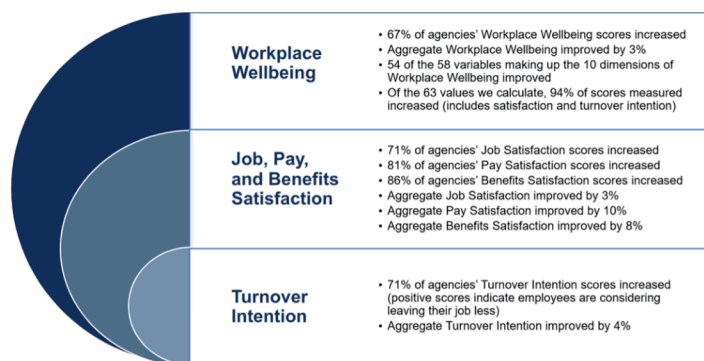 Workplace
Wellbeing
• 67% of agencies' Workplace Wellbeing scores increased
• Aggregate Workplace Wellbeing improved by 3%
• 54 of the 58 variables making up the 10 dimensions of
Workplace Wellbeing improved
• Of the 63 values we calculate, 94% of scores measured
increased (includes satisfaction and turnover intention)
Job, Pay,
and Benefits
Satisfaction
• 71% of agencies' Job Satisfaction scores increased
• 81% of agencies' Pay Satisfaction scores increased
• 86% of agencies' Benefits Satisfaction scores increased
• Aggregate Job Satisfaction improved by 3%
• Aggregate Pay Satisfaction improved by 10%
• Aggregate Benefits Satisfaction improved by 8%
Turnover
Intention
• 71% of agencies' Turnover Intention scores increased
(positive scores indicate employees are considering
leaving their job less)
• Aggregate Turnover Intention improved by 4%